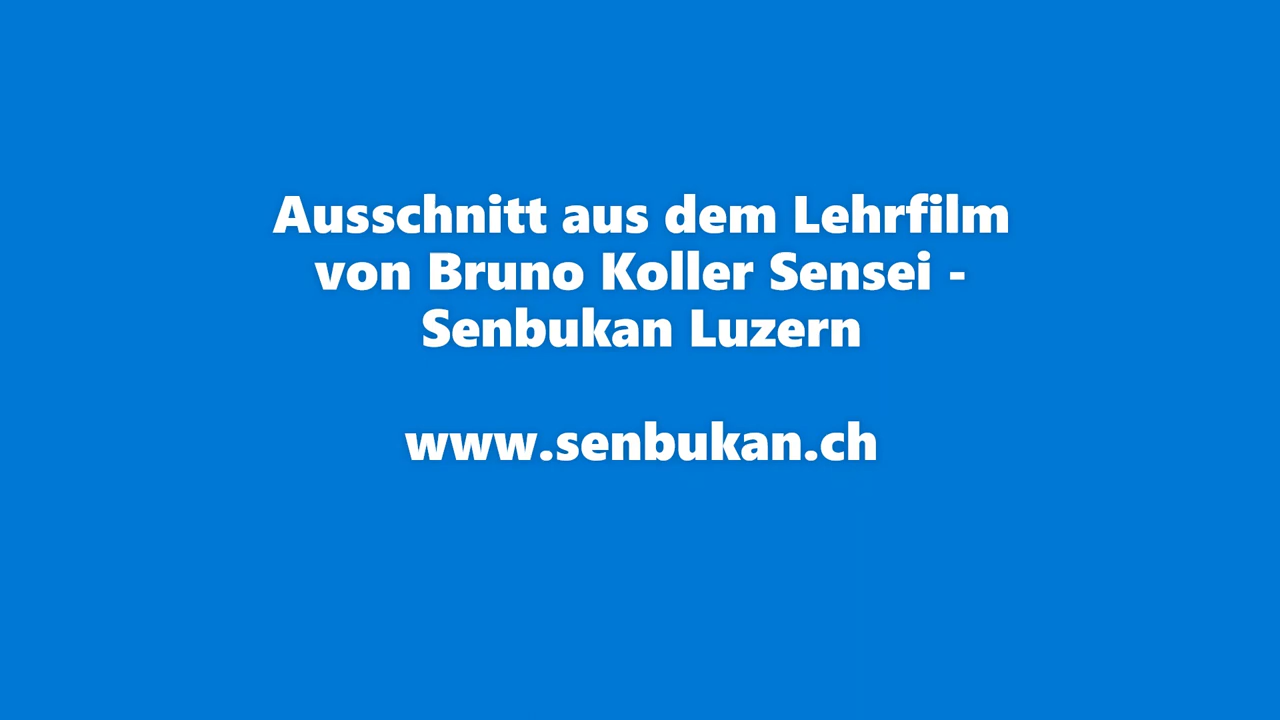 Ausschnitt aus dem Lehrfilm
von Bruno Koller Sensei -
Senbukan Luzern
www.senbukan.ch